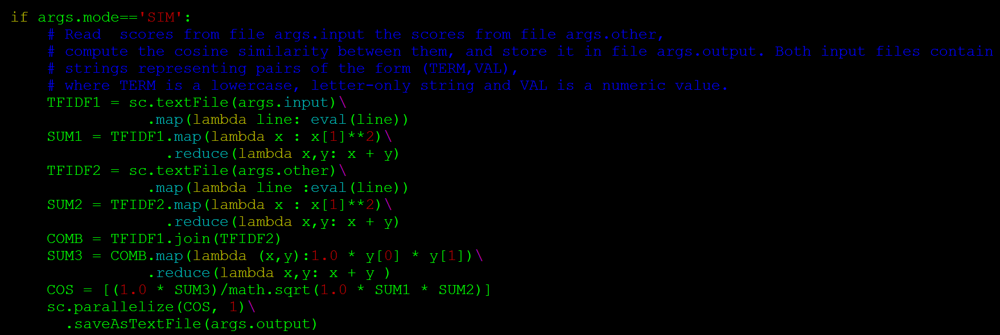 if args.mode=='SIM':
    # Read  scores from file args.input the scores from file args.other,
    # compute the cosine similarity between them, and store it in file args.output. Both input files contain
    # strings representing pairs of the form (TERM,VAL),
    # where TERM is a lowercase, letter-only string and VAL is a numeric value.
    TFIDF1 = sc.textFile(args.input)\
               .map(lambda line: eval(line))
    SUM1 = TFIDF1.map(lambda x : x[1]**2)\
                 .reduce(lambda x,y: x + y)
    TFIDF2 = sc.textFile(args.other)\
               .map(lambda line :eval(line))
    SUM2 = TFIDF2.map(lambda x : x[1]**2)\
                 .reduce(lambda x,y: x + y)
    COMB = TFIDF1.join(TFIDF2)
    SUM3 = COMB.map(lambda (x,y):1.0 * y[0] * y[1])\
               .reduce(lambda x,y: x + y )
    COS = [(1.0 * SUM3)/math.sqrt(1.0 * SUM1 * SUM2)]
    sc.parallelize(COS, 1)\
      .saveAsTextFile(args.output)